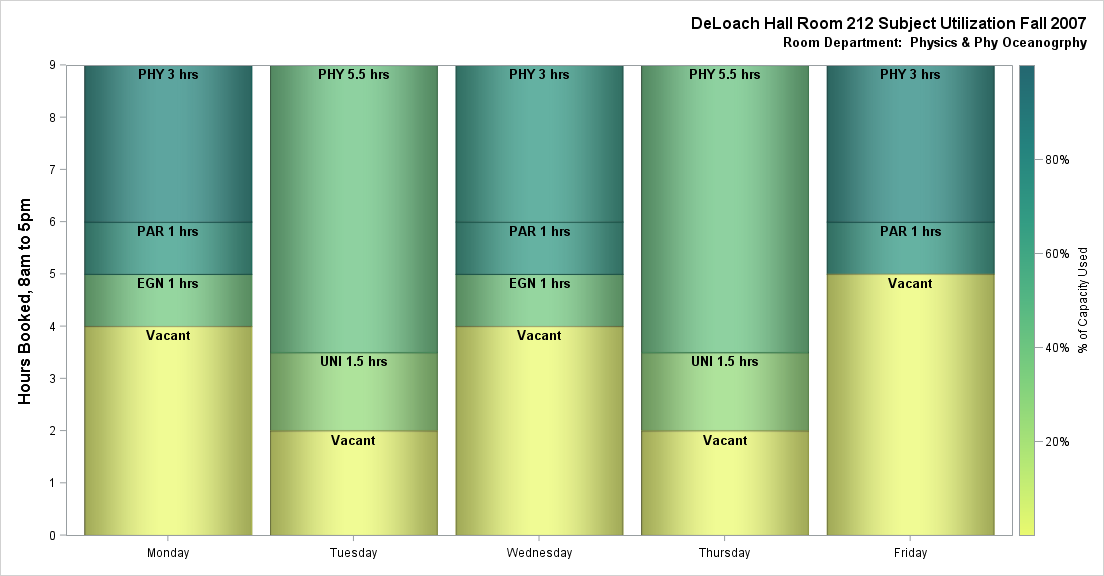 DeLoach Hall Room 212 Subject Utilization Fall 2007
Room Department:  Physics & Phy Oceanogrphy
Hours Booked, 8am to 5pm
9
8
7
6
5
4
3
2
1
0
PHY 3 hrs
PAR 1 hrs
EGN 1 hrs
Vacant
PHY 5.5 hrs
UNI 1.5 hrs
Vacant
PHY 3 hrs
PAR 1 hrs
EGN 1 hrs
Vacant
PHY 5.5 hrs
UNI 1.5 hrs
Vacant
PHY 3 hrs
PAR 1 hrs
Vacant
Monday
Tuesday
Wednesday
Thursday
Friday
80%
60%
40%
20%
% of Capacity Used